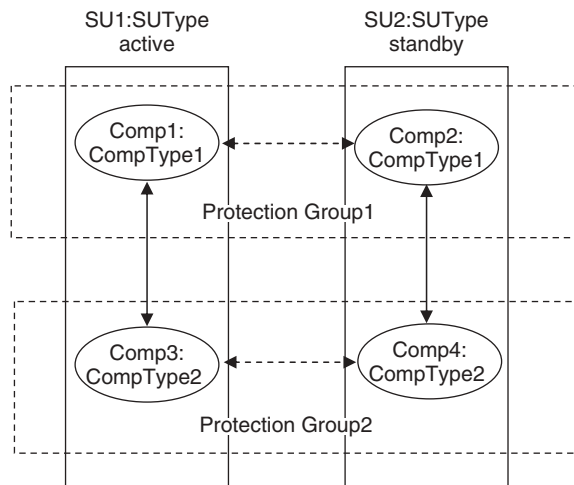 SU1:SUType
active
SU2:SUType
standby
Comp1:
CompType1
Comp2:
CompType1
Protection Group1
Comp3:
CompType2
Comp4:
CompType2
Protection Group2